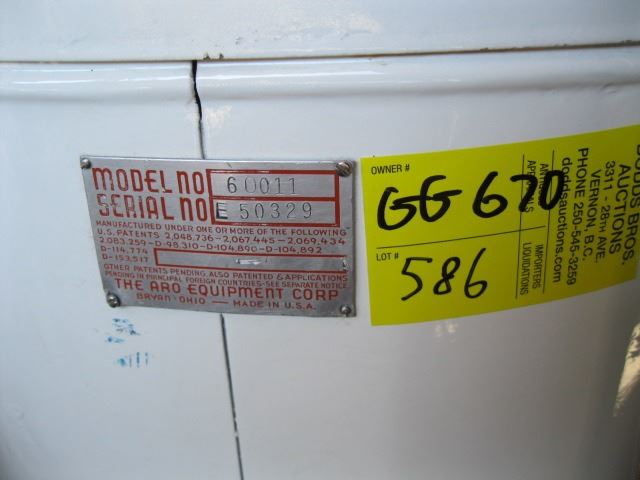 MODEL NO 60011
SERIAL NO E 50329
MANUFACTURED UNDER ONE OR MORE OF THE FOLLOWING
U.S. PATENTS 2,048,736-2,067,445-2,069,434
2,083,259-D-98,310-D-104,890-D-104,892
D-114,774
D-153,517
OTHER PATENTS PENDING, ALSO PATENTED & APPLICATIONS
PENDING IN PRINCIPAL FOREIGN COUNTRIES-SEE SEPARATE NOTICE
THE ARO EQUIPMENT CORP
BRYAN OHIO — MADE IN U.S.A.
OWNER #
GG 620
LOT #
586
IMPORTERS
LIQUIDATIONS
DODDS BROS.
AUCTIONS
3311 - 28TH AVE.
VERNON, B.C.
PHONE 250-545-3259
doddsauctions.com